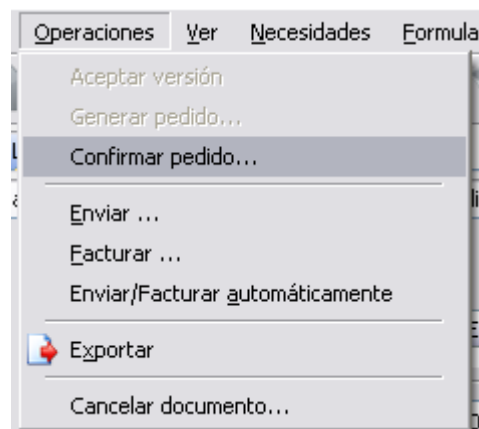 Operaciones Ver Necesidades Formula
Aceptar versión
Generar pedido...
Confirmar pedido...
Enviar ...
Facturar ...
Enviar/Facturar automáticamente
Exportar
Cancelar documento...